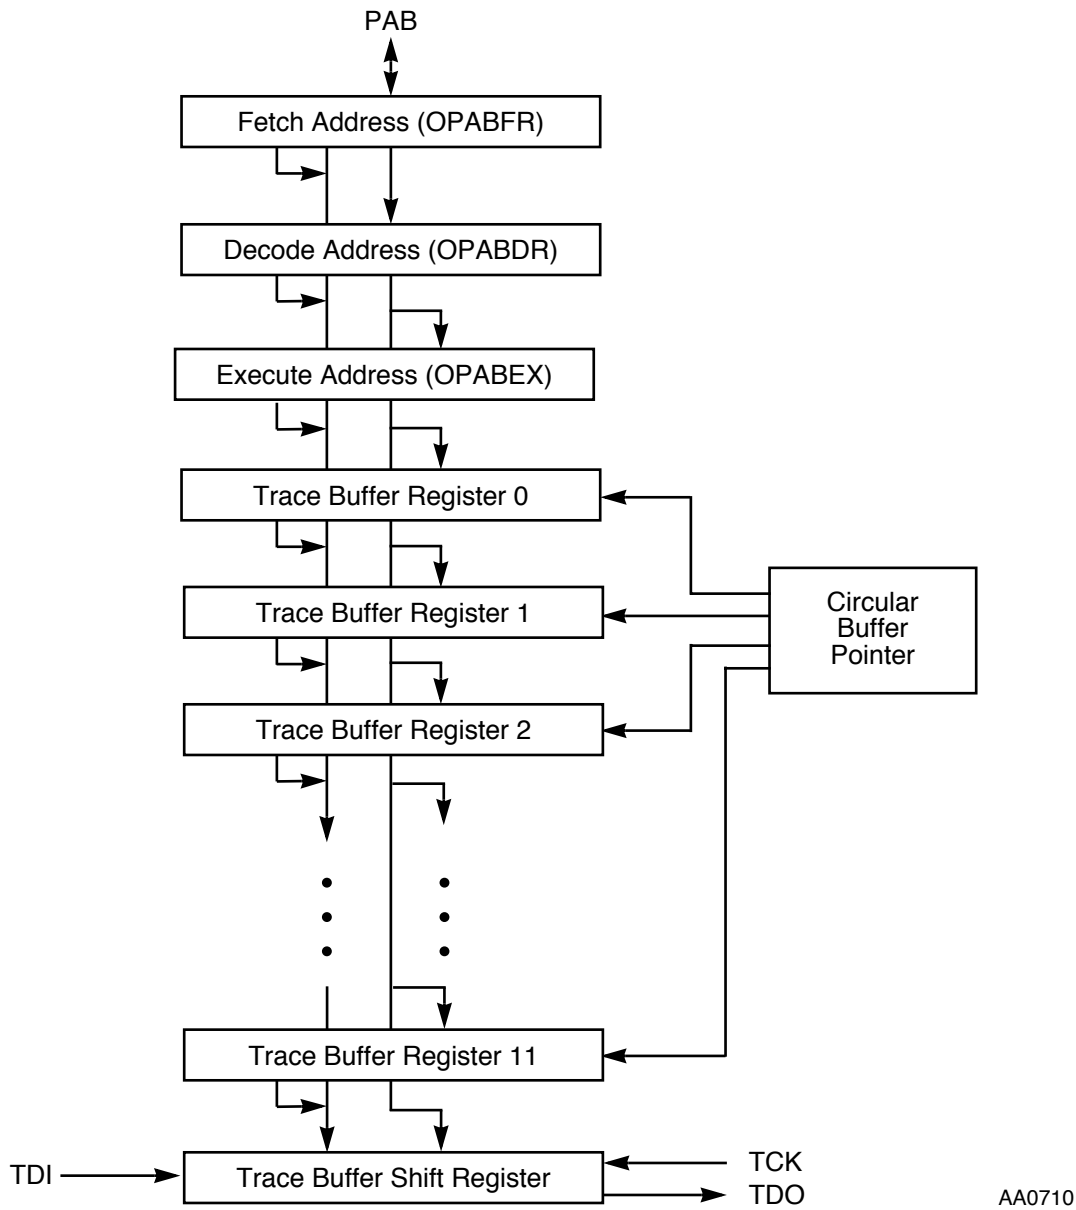 PAB
Fetch Address (OPABFR)
Decode Address (OPABDR)
Execute Address (OPABEX)
Trace Buffer Register 0
Trace Buffer Register 1
Circular
Buffer
Pointer
Trace Buffer Register 2
Trace Buffer Register 11
TDI
Trace Buffer Shift Register
TCK
TDO
AA0710